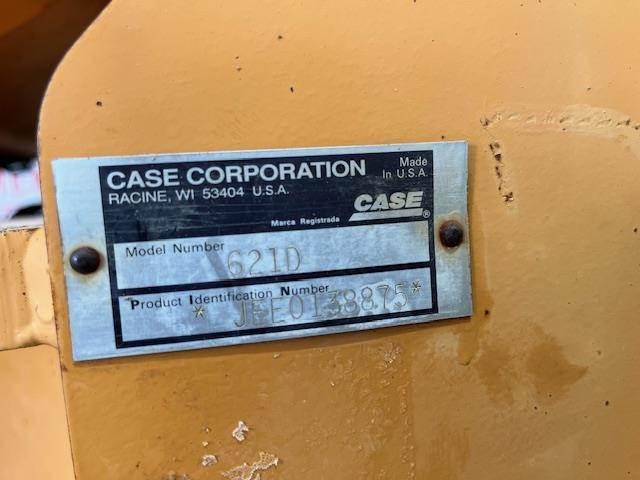 CASE CORPORATION
RACINE, WI 53404 U.S.A.
Made
In U.S.A.
Marca Registrada
CASE®
Model Number
621D
Product Identification Number
* JEE0138875 *